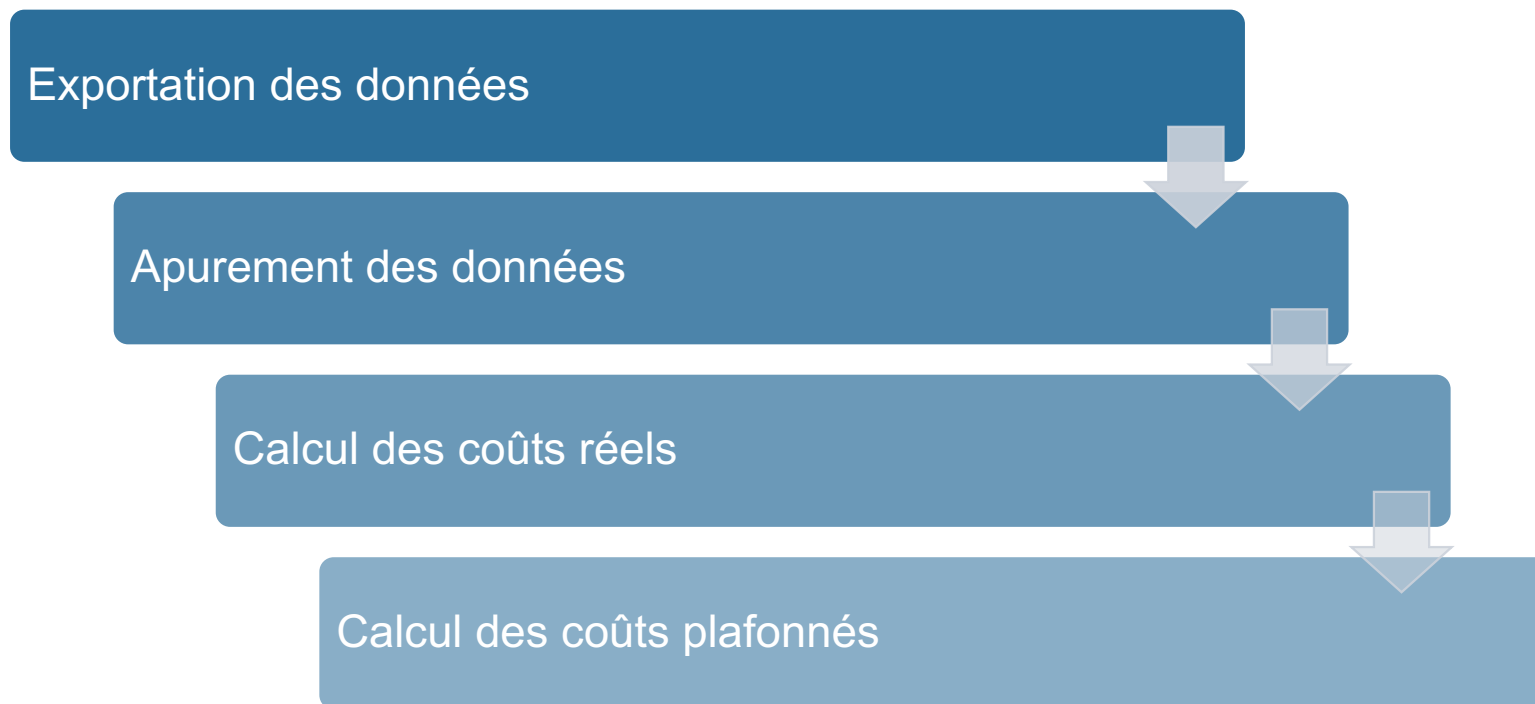 Exportation des données
Apurement des données
Calcul des coûts réels
Calcul des coûts plafonnés